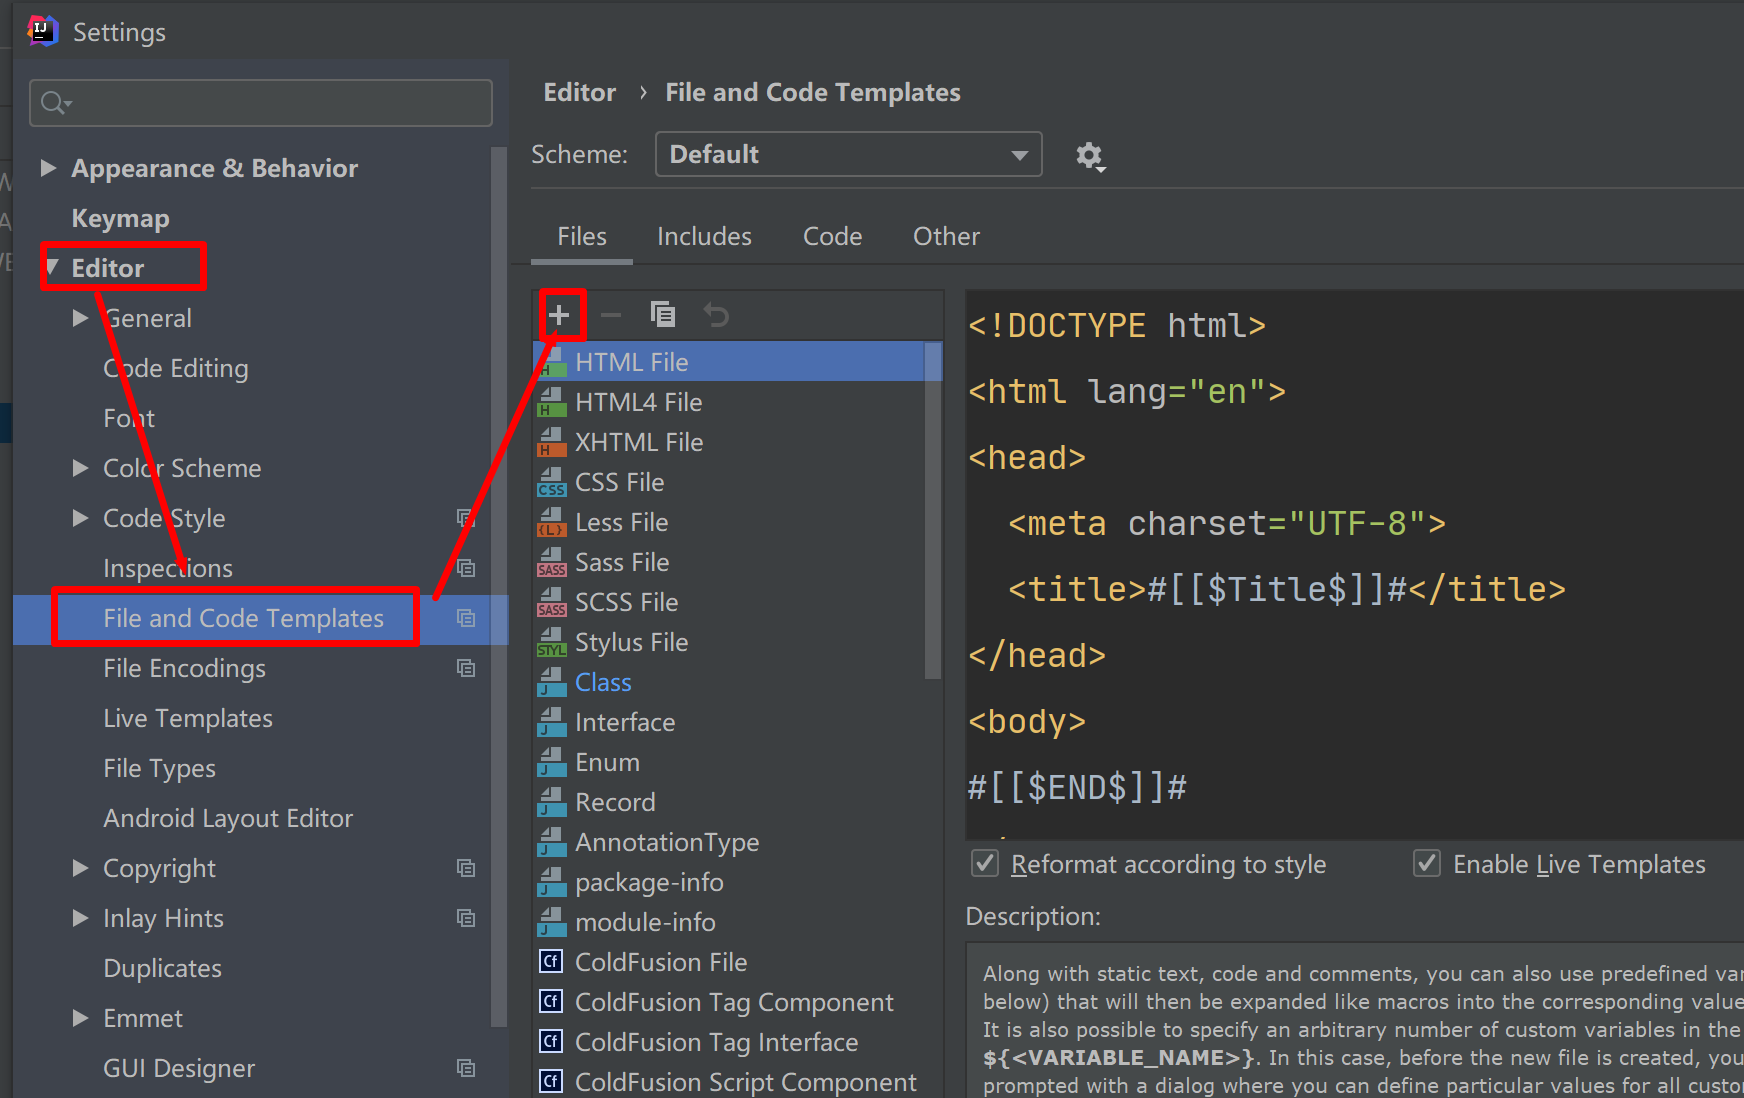 Settings
Appearance & Behavior
Keymap
Editor
General
Code Editing
Font
Color Scheme
Code Style
Inspections
File and Code Templates
File Encodings
Live Templates
File Types
Android Layout Editor
Copyright
Inlay Hints
Duplicates
Emmet
GUI Designer
Editor › File and Code Templates
Scheme: Default
Files Includes Code Other
HTML File
HTML4 File
XHTML File
CSS File
Less File
Sass File
SCSS File
Stylus File
Class
Interface
Enum
Record
AnnotationType
package-info
module-info
ColdFusion File
ColdFusion Tag Component
ColdFusion Tag Interface
ColdFusion Script Component
<!DOCTYPE html>
<html lang="en">
<head>
<meta charset="UTF-8">
<title>#[[$Title$]]#</title>
</head>
<body>
#[[$END$]]#
Reformat according to style Enable Live Templates
Description:
Along with static text, code and comments, you can also use predefined var
below) that will then be expanded like macros into the corresponding value
It is also possible to specify an arbitrary number of custom variables in the
${<VARIABLE_NAME>}. In this case, before the new file is created, you
prompted with a dialog where you can define particular values for all custo